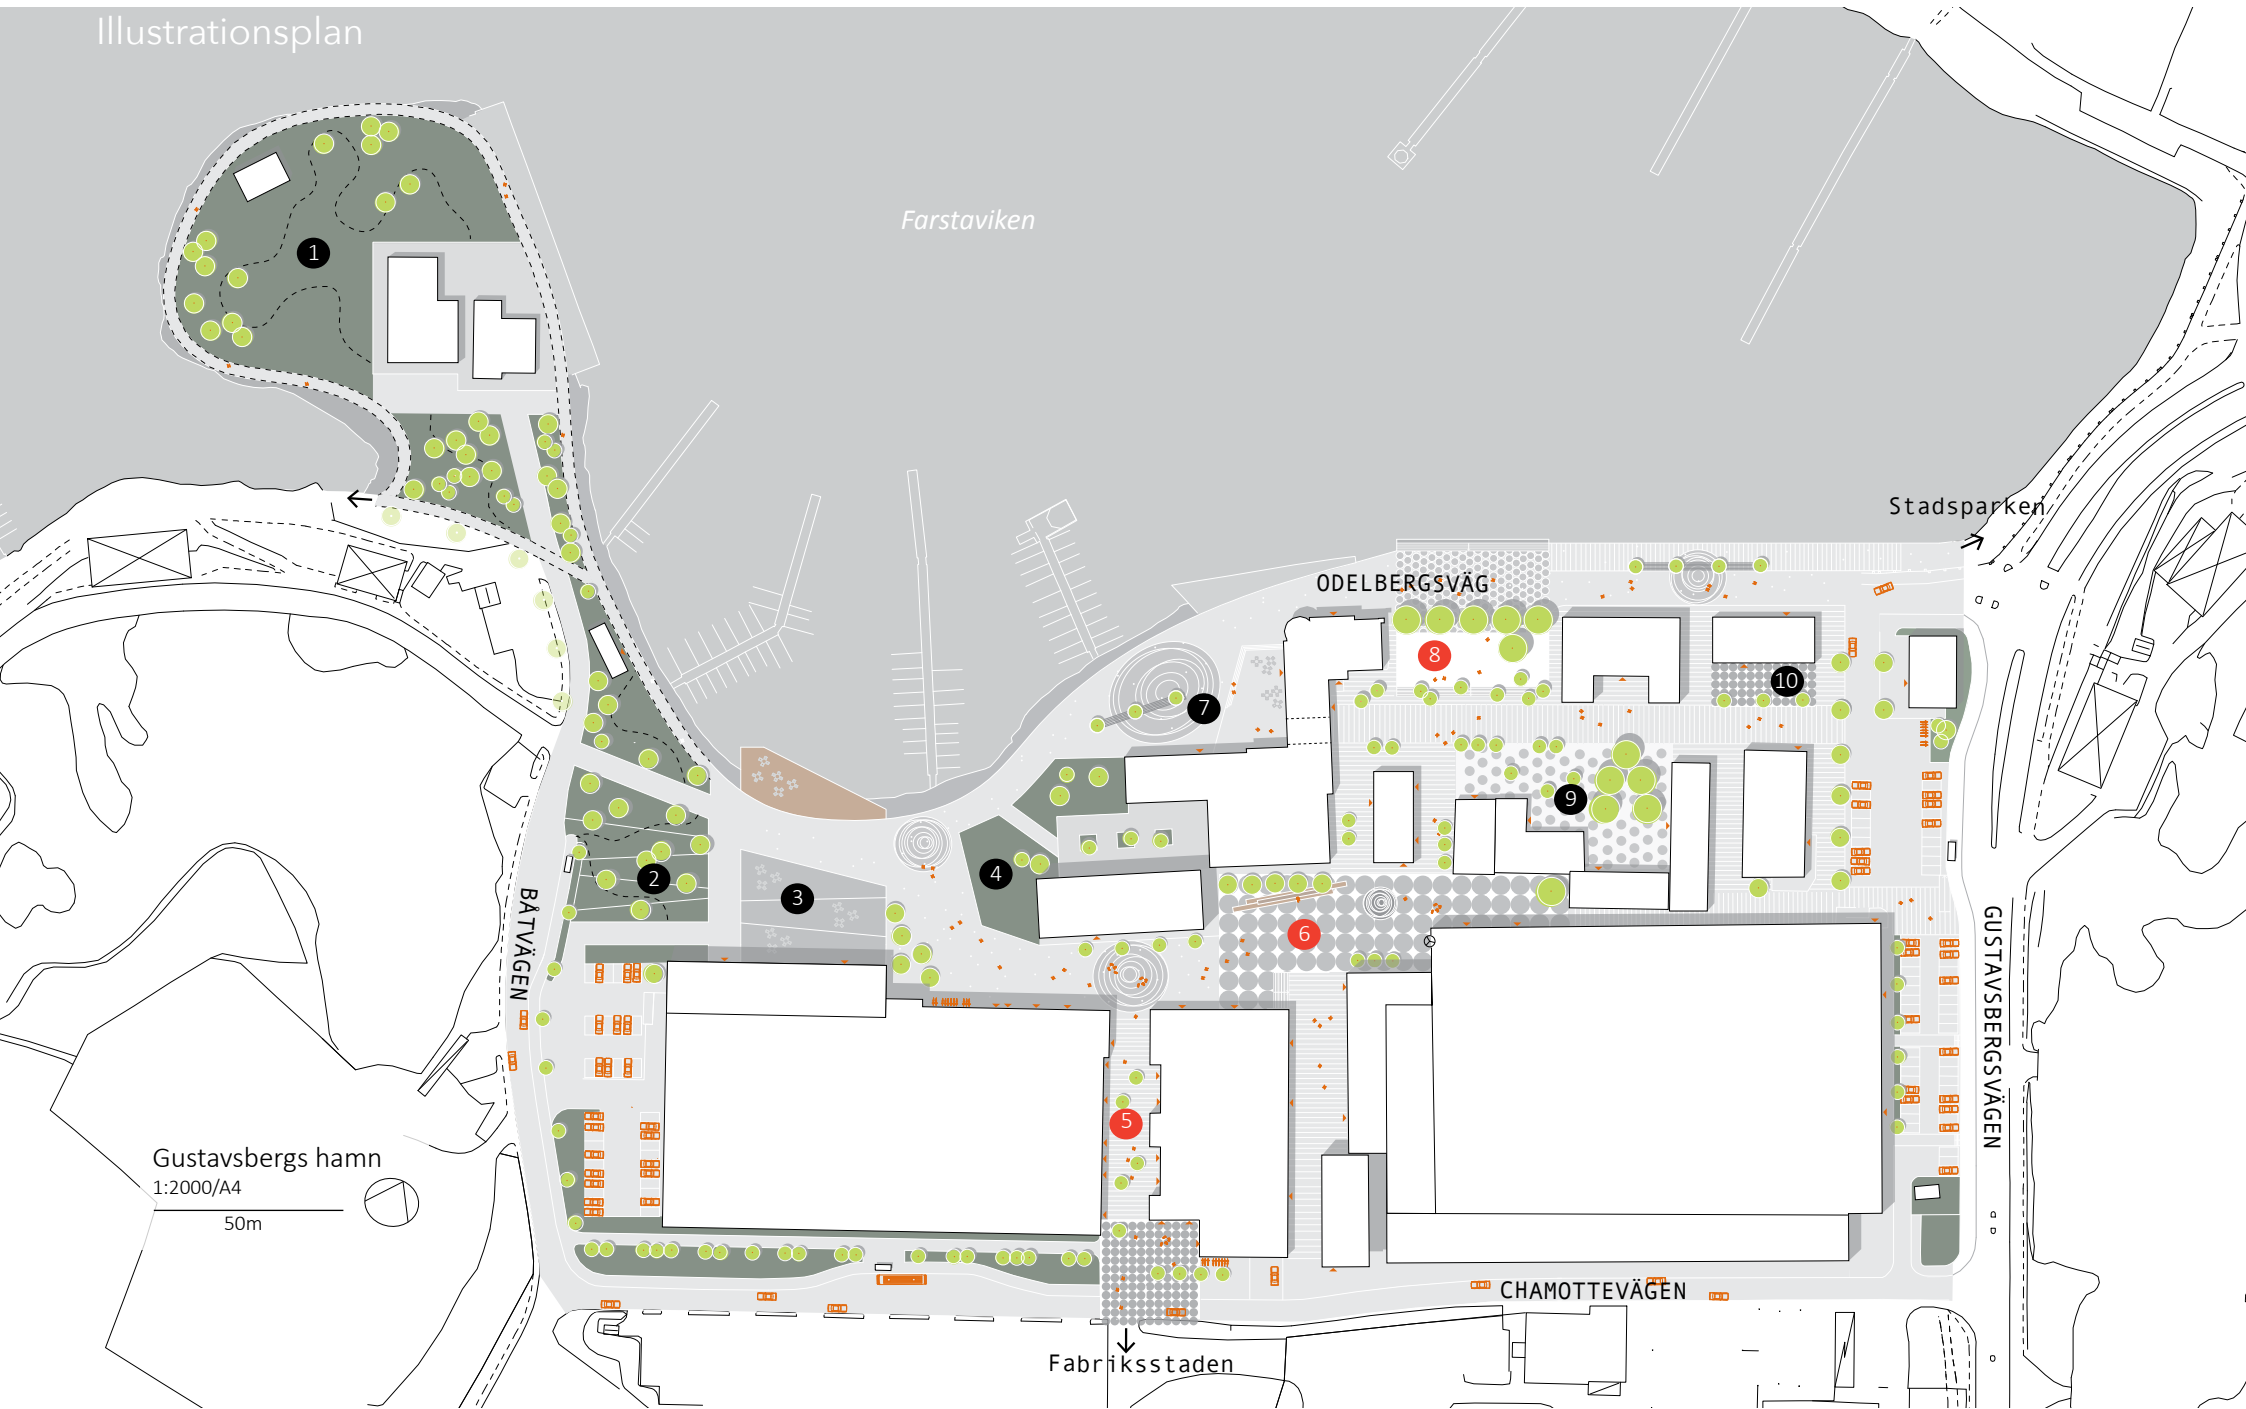 Illustrationsplan
1
Farstaviken
Stadsparken
ODELBERGSVÄG
8
10
7
9
4
2
3
6
BÅTVÄGEN
GUSTAVSBERGSVÄGEN
5
Gustavsbergs hamn
1:2000/A4
50m
CHAMOTTEVÄGEN
Fabriksstaden